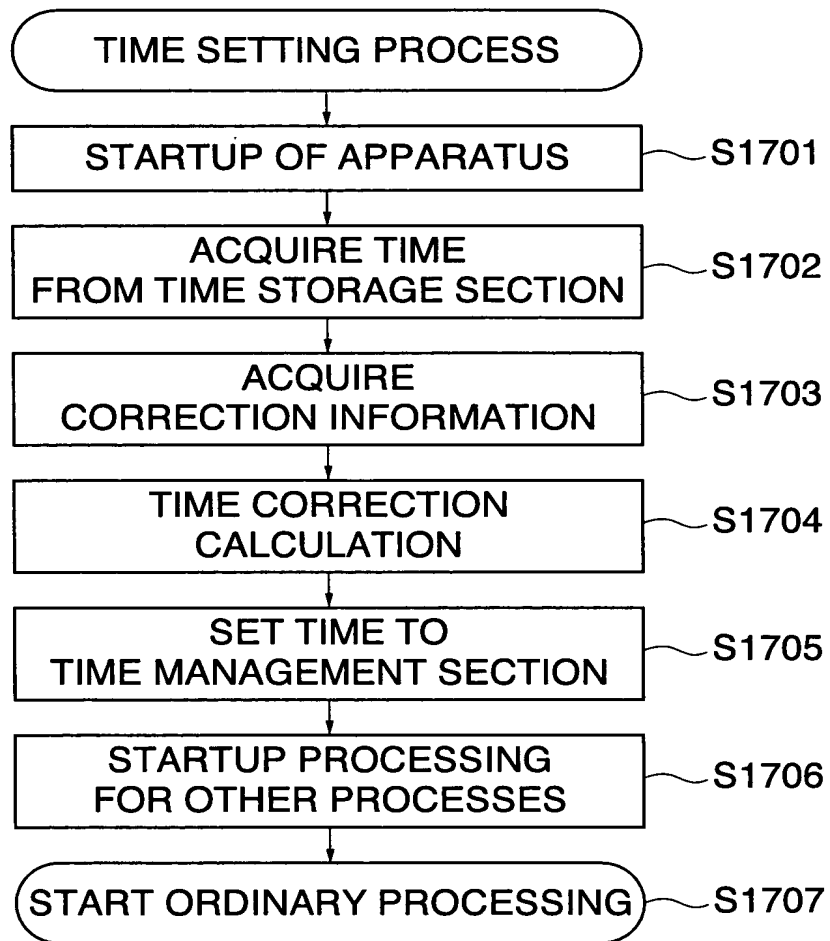 TIME SETTING PROCESS
STARTUP OF APPARATUS
S1701
ACQUIRE TIME
FROM TIME STORAGE SECTION
S1702
ACQUIRE
CORRECTION INFORMATION
S1703
TIME CORRECTION
CALCULATION
S1704
SET TIME TO
TIME MANAGEMENT SECTION
S1705
STARTUP PROCESSING
FOR OTHER PROCESSES
S1706
START ORDINARY PROCESSING
S1707